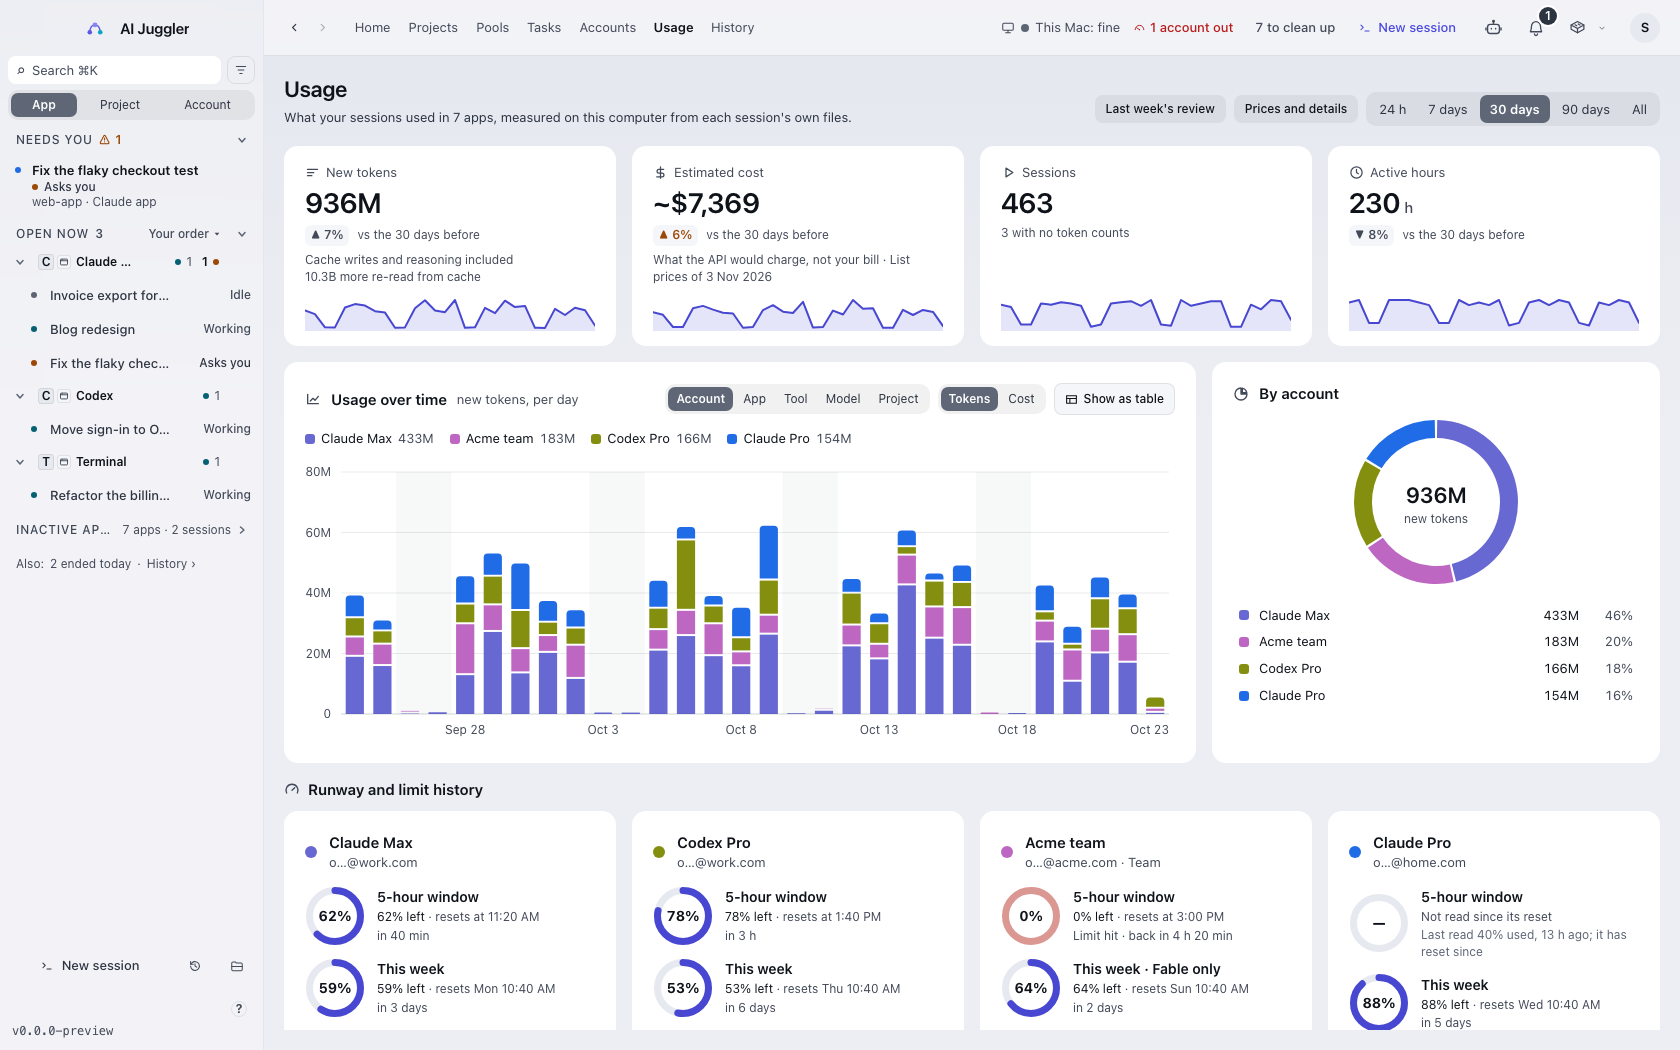 AI Juggler
Search ⌘K
App Project Account
NEEDS YOU 1
Fix the flaky checkout test
Asks you
web-app · Claude app
OPEN NOW 3 Your order
C Claude ... 1 1
Invoice export for... Idle
Blog redesign Working
Fix the flaky chec... Asks you
C Codex 1
Move sign-in to O... Working
T Terminal 1
Refactor the billin... Working
INACTIVE AP... 7 apps · 2 sessions
Also: 2 ended today · History ›
New session
?
v0.0.0-preview
Home Projects Pools Tasks Accounts Usage History
This Mac: fine 1 account out 7 to clean up New session 1 S
Usage
What your sessions used in 7 apps, measured on this computer from each session's own files.
Last week's review Prices and details 24 h 7 days 30 days 90 days All
New tokens
936M
▲ 7% vs the 30 days before
Cache writes and reasoning included
10.3B more re-read from cache
Estimated cost
~$7,369
▲ 6% vs the 30 days before
What the API would charge, not your bill · List
prices of 3 Nov 2026
Sessions
463
3 with no token counts
Active hours
230 h
▼ 8% vs the 30 days before
Usage over time new tokens, per day
Account App Tool Model Project Tokens Cost Show as table
Claude Max 433M Acme team 183M Codex Pro 166M Claude Pro 154M
80M
60M
40M
20M
0
Sep 28 Oct 3 Oct 8 Oct 13 Oct 18 Oct 23
By account
936M
new tokens
Claude Max 433M 46%
Acme team 183M 20%
Codex Pro 166M 18%
Claude Pro 154M 16%
Runway and limit history
Claude Max
o...@work.com
62%
5-hour window
62% left · resets at 11:20 AM
in 40 min
59%
This week
59% left · resets Mon 10:40 AM
in 3 days
Codex Pro
o...@work.com
78%
5-hour window
78% left · resets at 1:40 PM
in 3 h
53%
This week
53% left · resets Thu 10:40 AM
in 6 days
Acme team
o...@acme.com · Team
0%
5-hour window
0% left · resets at 3:00 PM
Limit hit · back in 4 h 20 min
64%
This week · Fable only
64% left · resets Sun 10:40 AM
in 2 days
Claude Pro
o...@home.com
–
5-hour window
Not read since its reset
Last read 40% used, 13 h ago; it has
reset since
88%
This week
88% left · resets Wed 10:40 AM
in 5 days